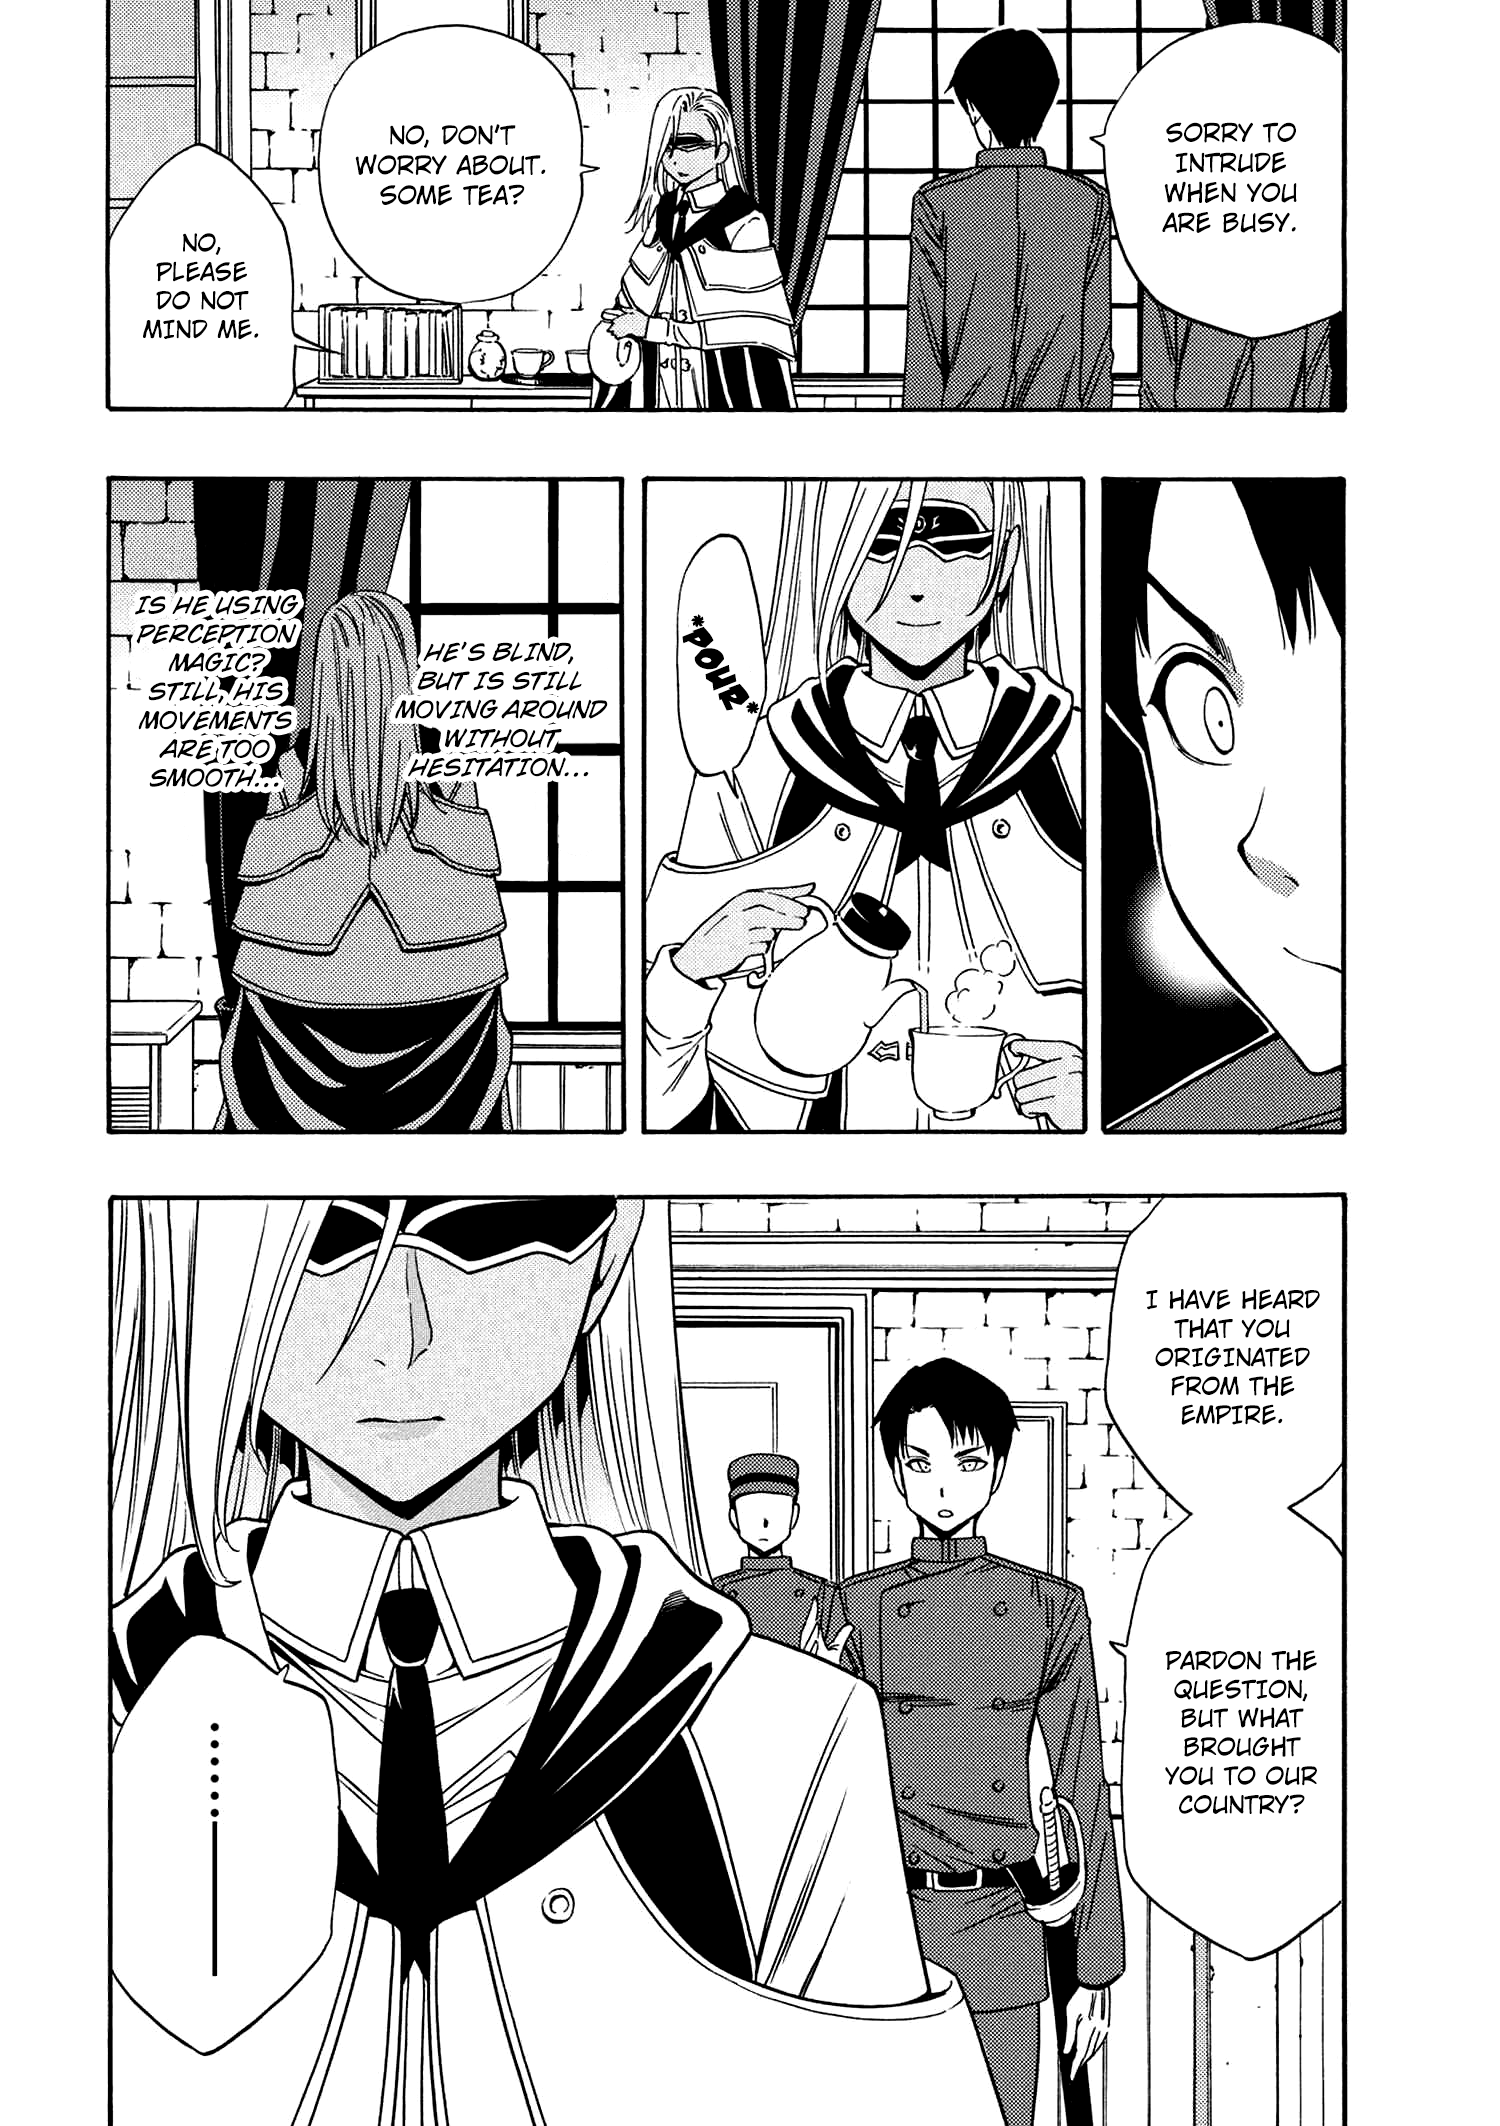 SORRY TO
INTRUDE
WHEN YOU
ARE BUSY.
NO, DON'T
WORRY ABOUT.
SOME TEA?
NO,
PLEASE
DO NOT
MIND ME.
*POUR*
HE'S BLIND,
BUT IS STILL
MOVING AROUND
WITHOUT
HESITATION...
IS HE USING
PERCEPTION
MAGIC?
STILL, HIS
MOVEMENTS
ARE TOO
SMOOTH...
I HAVE HEARD
THAT YOU
ORIGINATED
FROM THE
EMPIRE.
PARDON THE
QUESTION,
BUT WHAT
BROUGHT
YOU TO OUR
COUNTRY?
......—